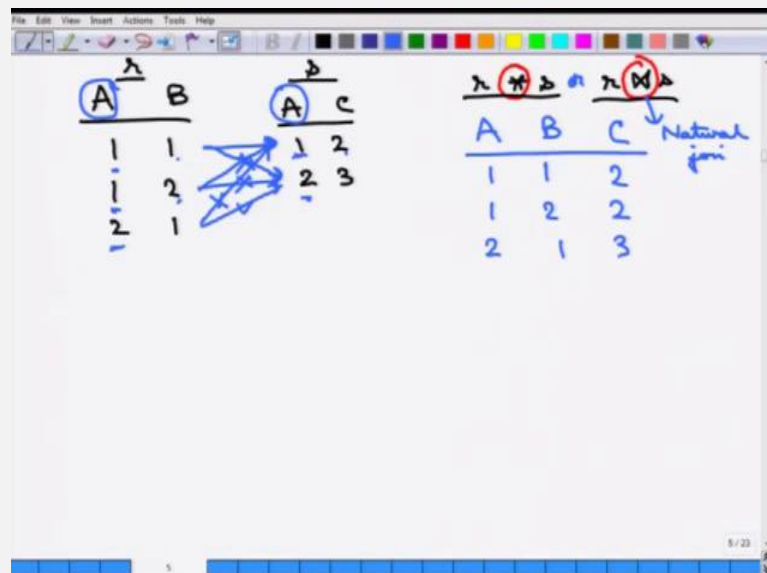 File Edit View Insert Actions Tools Help
r s r * s or r ⋈ s
A B A C A B C Natural join
1 1 1 2 1 1 2
1 2 2 3 1 2 2
2 1 2 1 3
5 / 23
5